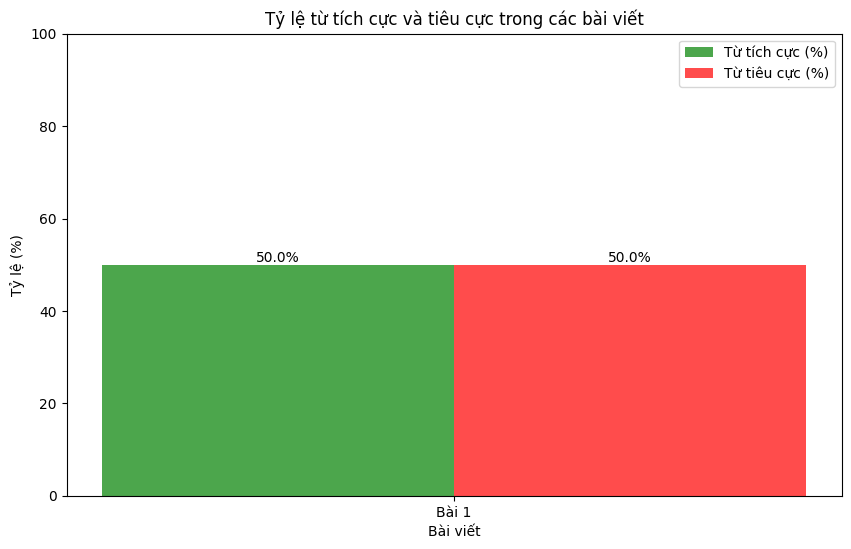 Tỷ lệ từ tích cực và tiêu cực trong các bài viết
Từ tích cực (%)
Từ tiêu cực (%)
Tỷ lệ (%)
100
80
60
40
20
0
50.0%
50.0%
Bài 1
Bài viết